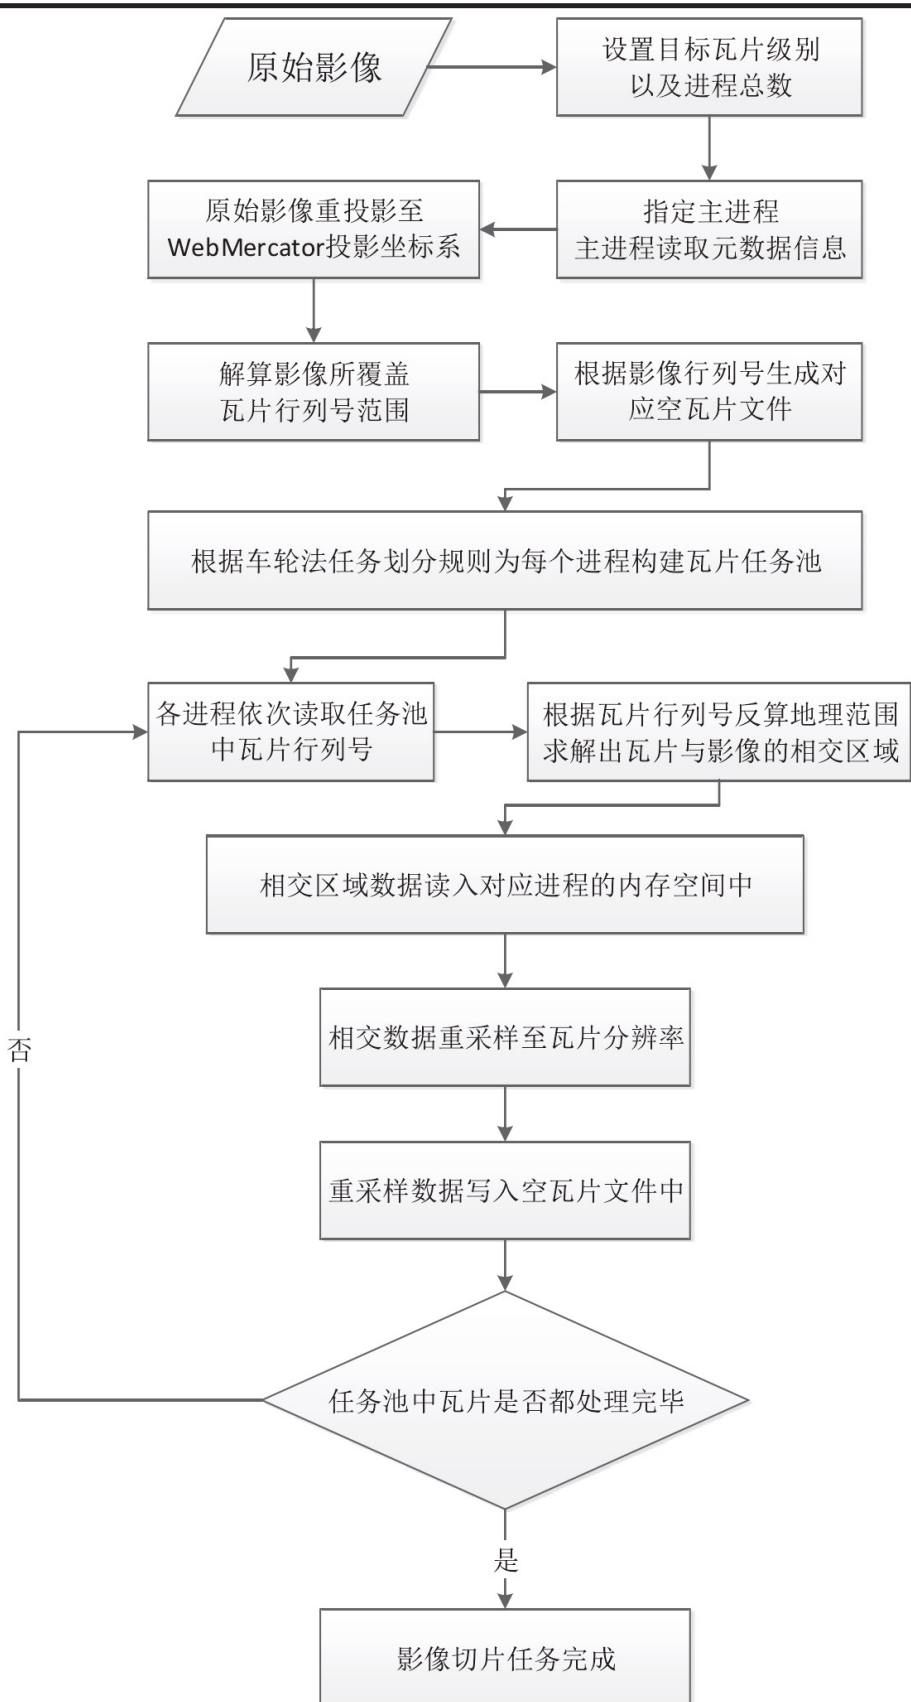 原始影像
设置目标瓦片级别
以及进程总数
指定主进程
主进程读取元数据信息
原始影像重投影至
WebMercator投影坐标系
解算影像所覆盖
瓦片行列号范围
根据影像行列号生成对
应空瓦片文件
根据车轮法任务划分规则为每个进程构建瓦片任务池
各进程依次读取任务池
中瓦片行列号
根据瓦片行列号反算地理范围
求解出瓦片与影像的相交区域
相交区域数据读入对应进程的内存空间中
相交数据重采样至瓦片分辨率
重采样数据写入空瓦片文件中
任务池中瓦片是否都处理完毕
否
是
影像切片任务完成